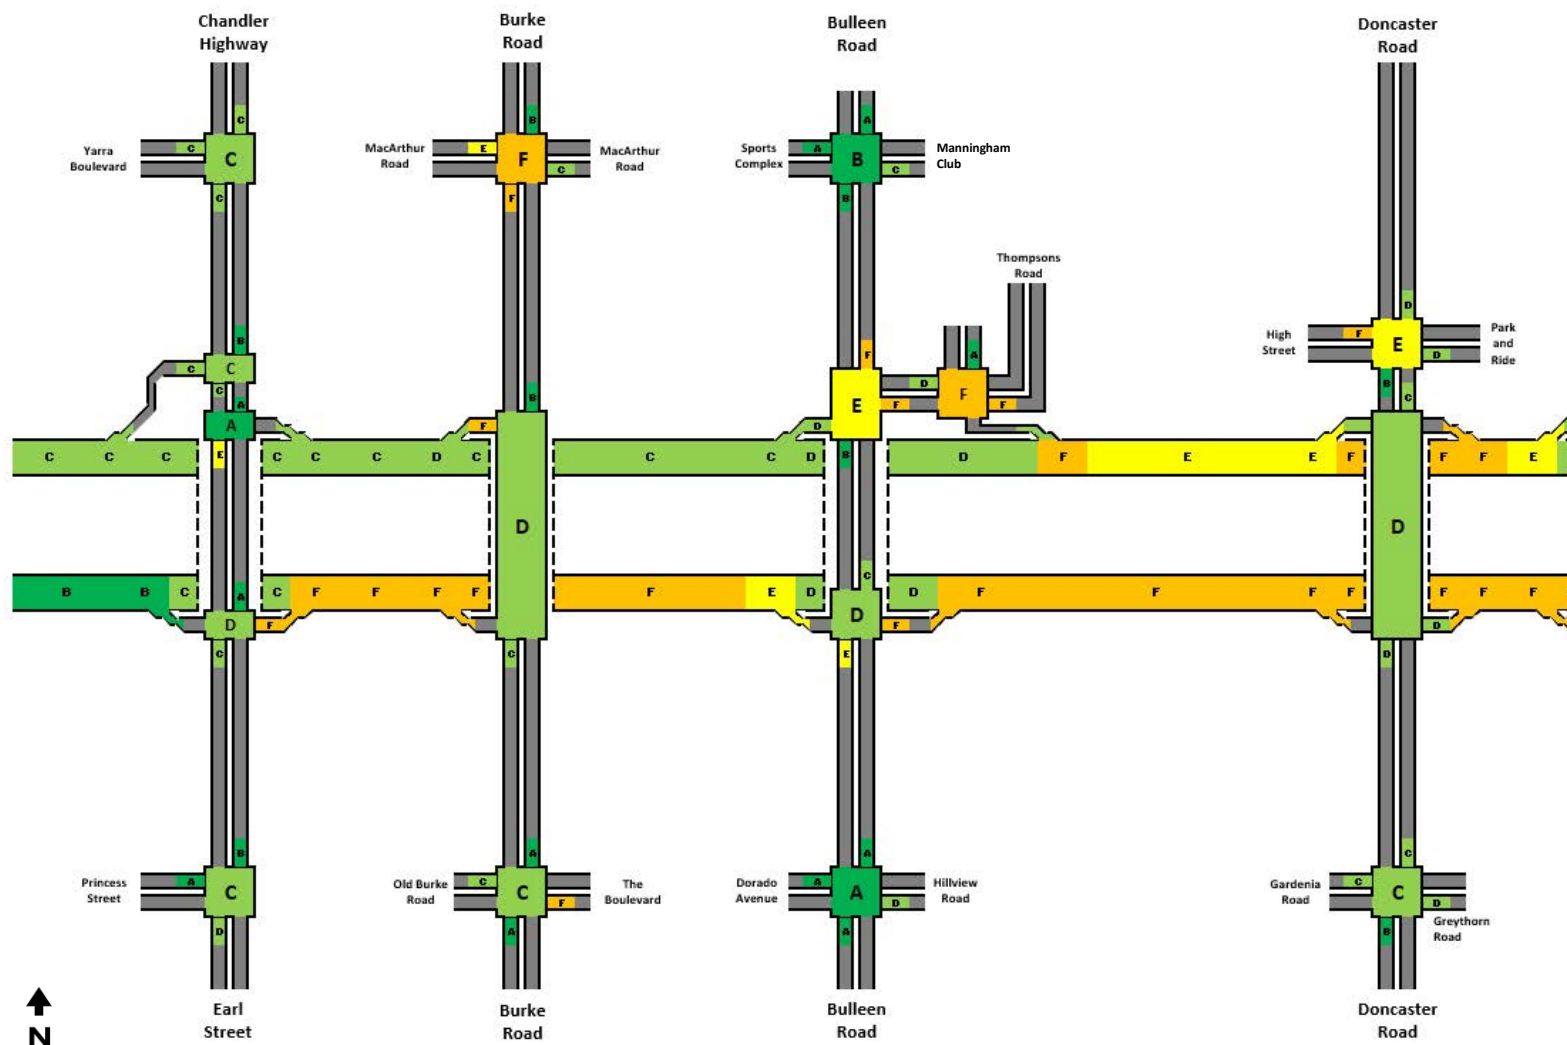 Chandler
Highway
Burke
Road
Bulleen
Road
Doncaster
Road
C
B
A
Yarra
Boulevard
C
C
MacArthur
Road
E
F
MacArthur
Road
C
Sports
Complex
A
B
Manningham
Club
C
C
F
B
Thompsons
Road
D
High
Street
F
E
Park
and
Ride
D
B
C
C
C
F
A
B
C
A
B
E
D
F
F
F
A
F
D
C C C
E
C C C D C
C C D
B
D F E E F
F F E
D
D
B B C
A
C F F F F
F E D
C
D F F F F
F F F
D
F
D
F
D
C
C
E
D
B
A
A
C
Princess
Street
A
C
Old Burke
Road
C
C
The
Boulevard
F
Dorado
Avenue
A
A
Hillview
Road
D
Gardenia
Road
C
C
D
Greythorn
Road
D
A
A
B
N
Earl
Street
Burke
Road
Bulleen
Road
Doncaster
Road